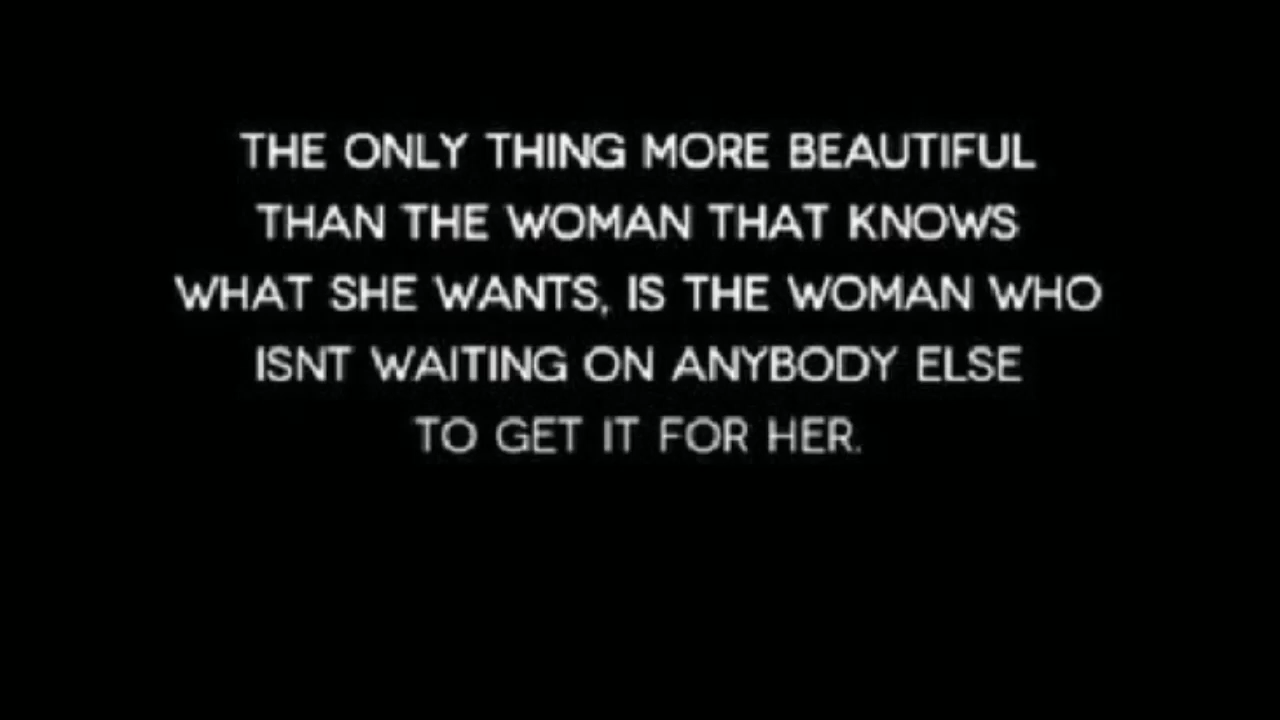 THE ONLY THING MORE BEAUTIFUL
THAN THE WOMAN THAT KNOWS
WHAT SHE WANTS, IS THE WOMAN WHO
ISNT WAITING ON ANYBODY ELSE
TO GET IT FOR HER.